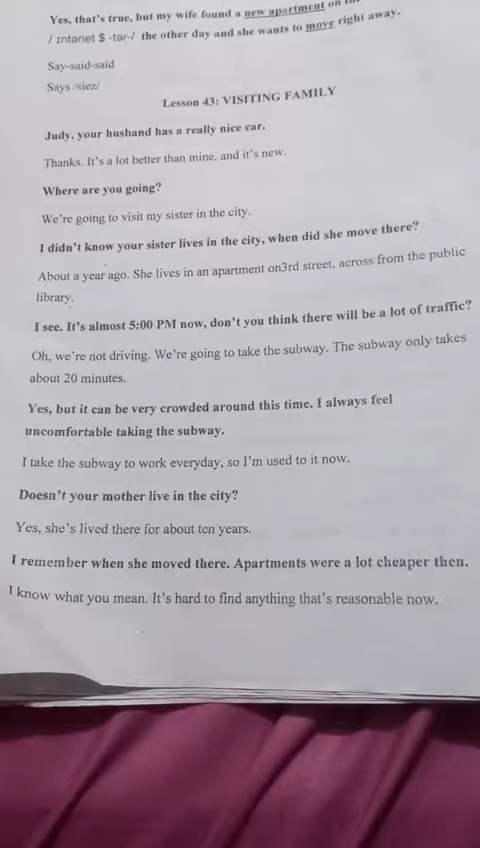 Yes, that's true, but my wife found a new apartment on
/ ɪntənet $ -tər-/ the other day and she wants to move right away.
Say-said-said
Says /siez/
Lesson 43: VISITING FAMILY
Judy, your husband has a really nice car.
Thanks. It's a lot better than mine, and it's new.
Where are you going?
We're going to visit my sister in the city.
I didn't know your sister lives in the city, when did she move there?
About a year ago. She lives in an apartment on3rd street, across from the public
library.
I see. It's almost 5:00 PM now, don't you think there will be a lot of traffic?
Oh, we're not driving. We're going to take the subway. The subway only takes
about 20 minutes.
Yes, but it can be very crowded around this time. I always feel
uncomfortable taking the subway.
I take the subway to work everyday, so I'm used to it now.
Doesn't your mother live in the city?
Yes, she's lived there for about ten years.
I remember when she moved there. Apartments were a lot cheaper then.
I know what you mean. It's hard to find anything that's reasonable now.